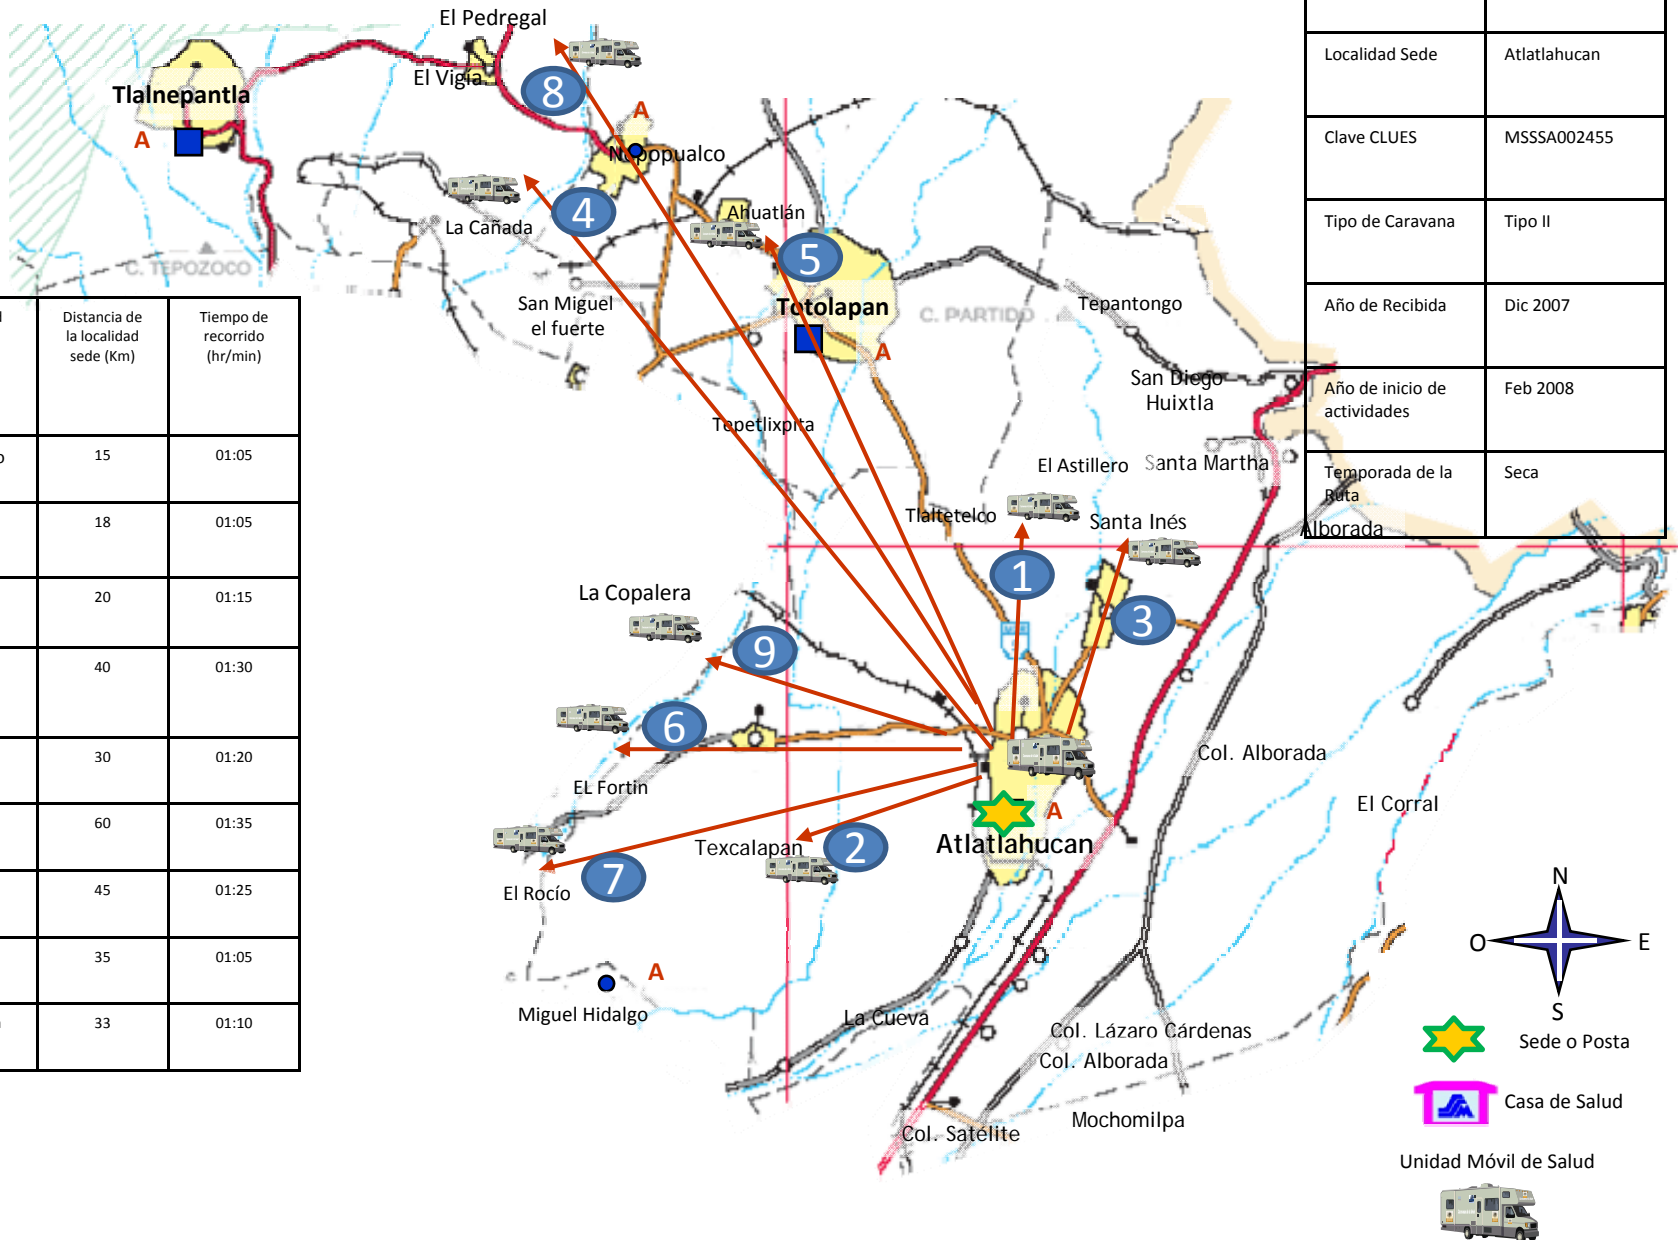 El Pedregal
El Vigía
Tlalnepantla
A
8
A
Nopopualco
4
La Cañada
Ahuatlán
5
C. TEPOZOCO
San Miguel
el fuerte
Totolapan
A
C. PARTIDO
Tepantongo
San Diego
Huixtla
Tepetlixpita
El Astillero
Santa Martha
Tlaltetelco
Santa Inés
Alborada
1
3
La Copalera
9
6
EL Fortin
Col. Alborada
El Corral
Texcalapan
2
A
Atlatlahucan
7
El Rocío
A
Miguel Hidalgo
La Cueva
Col. Lázaro Cárdenas
Col. Alborada
Mochomilpa
Col. Satélite
Localidad Sede Atlatlahucan
Clave CLUES MSSSA002455
Tipo de Caravana Tipo II
Año de Recibida Dic 2007
Año de inicio de
actividades Feb 2008
Temporada de la
Ruta Seca
Distancia de
la localidad
sede (Km)
Tiempo de
recorrido
(hr/min)
15 01:05
18 01:05
20 01:15
40 01:30
30 01:20
60 01:35
45 01:25
35 01:05
33 01:10
N
O E
S
Sede o Posta
Casa de Salud
Unidad Móvil de Salud